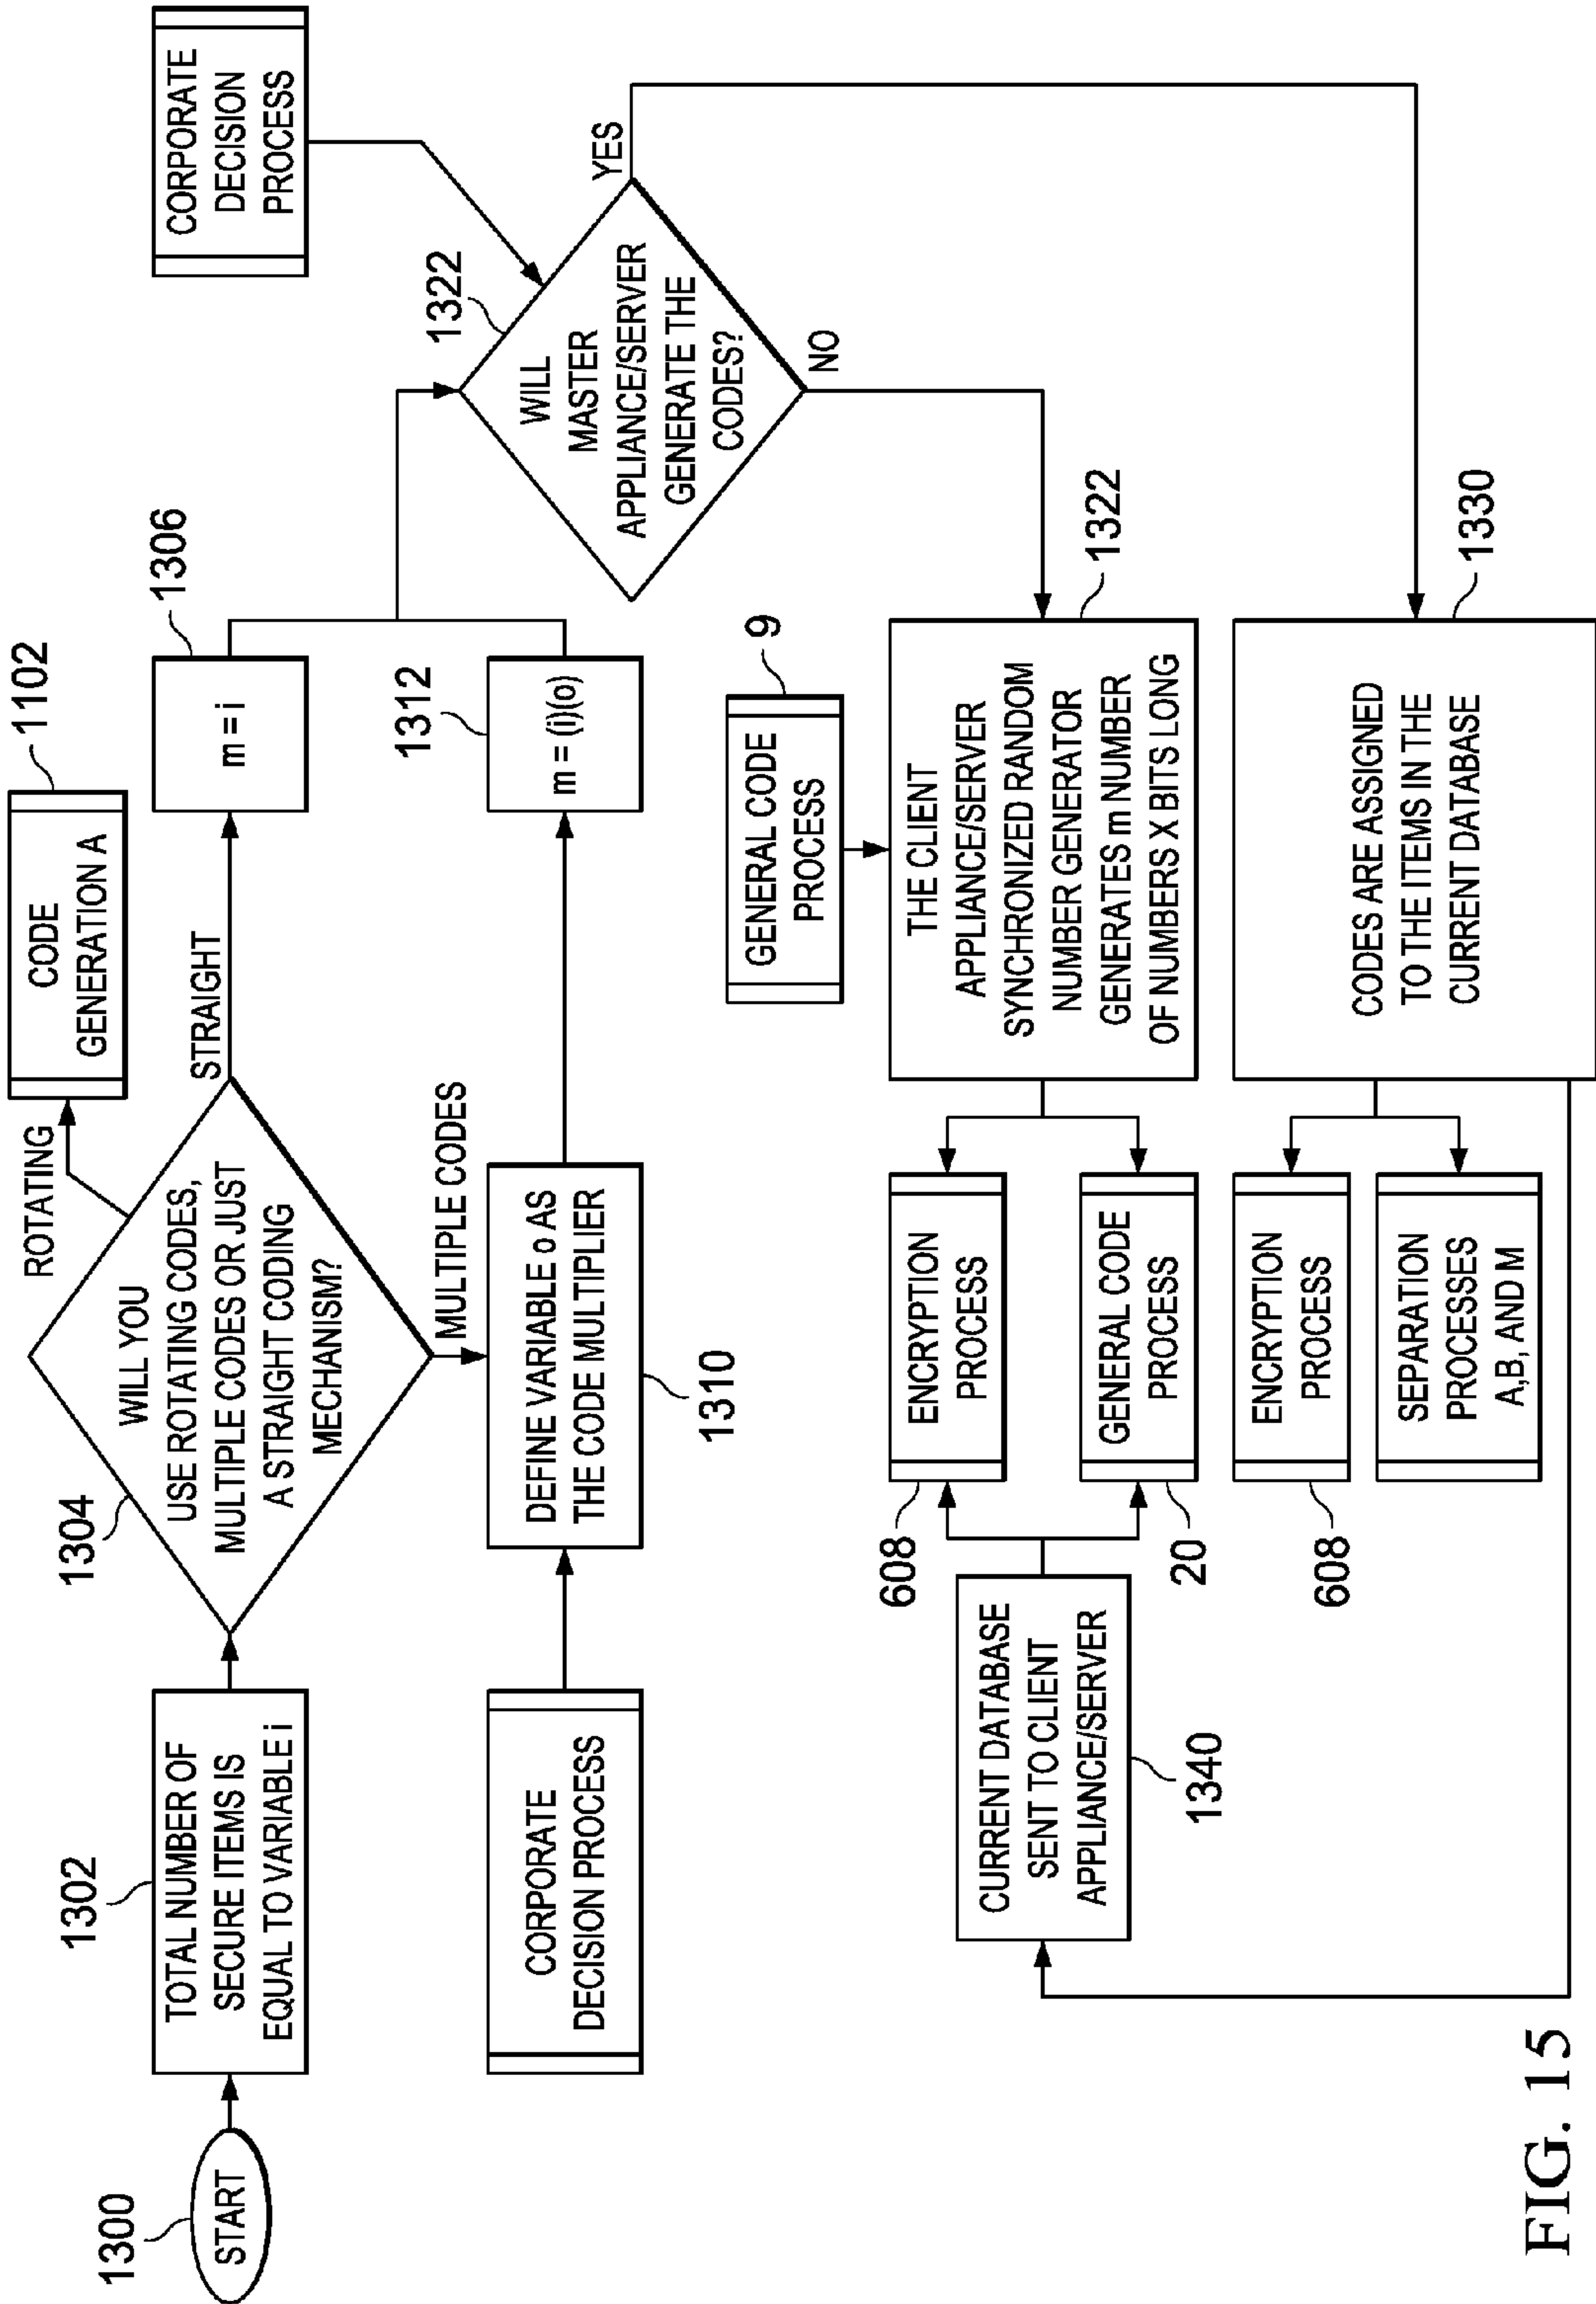 1300
START
1302
TOTAL NUMBER OF
SECURE ITEMS IS
EQUAL TO VARIABLE i
1304
WILL YOU
USE ROTATING CODES,
MULTIPLE CODES OR JUST
A STRAIGHT CODING
MECHANISM?
ROTATING
CODE
GENERATION A
1102
STRAIGHT
m = i
1306
MULTIPLE CODES
CORPORATE
DECISION PROCESS
DEFINE VARIABLE o AS
THE CODE MULTIPLIER
1310
m = (i)(o)
1312
CORPORATE
DECISION
PROCESS
1322
WILL
MASTER
APPLIANCE/SERVER
GENERATE THE
CODES?
YES
NO
GENERAL CODE
PROCESS
9
THE CLIENT
APPLIANCE/SERVER
SYNCHRONIZED RANDOM
NUMBER GENERATOR
GENERATES m NUMBER
OF NUMBERS X BITS LONG
1322
CODES ARE ASSIGNED
TO THE ITEMS IN THE
CURRENT DATABASE
1330
ENCRYPTION
PROCESS
608
GENERAL CODE
PROCESS
20
ENCRYPTION
PROCESS
608
SEPARATION
PROCESSES
A,B, AND M
CURRENT DATABASE
SENT TO CLIENT
APPLIANCE/SERVER
1340
FIG. 15